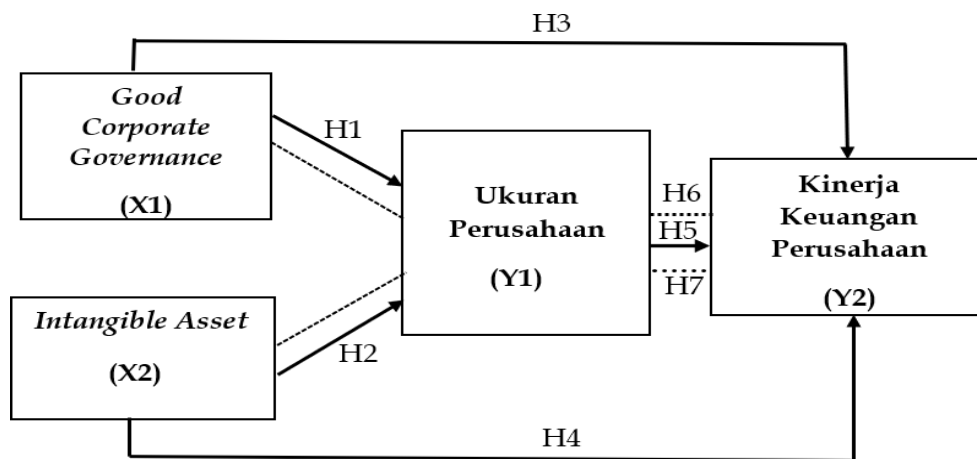 H3
Good
Corporate
Governance
(X1)
H1
Ukuran
Perusahaan
(Y1)
H6
H5
H7
Kinerja
Keuangan
Perusahaan
(Y2)
Intangible Asset
(X2)
H2
H4